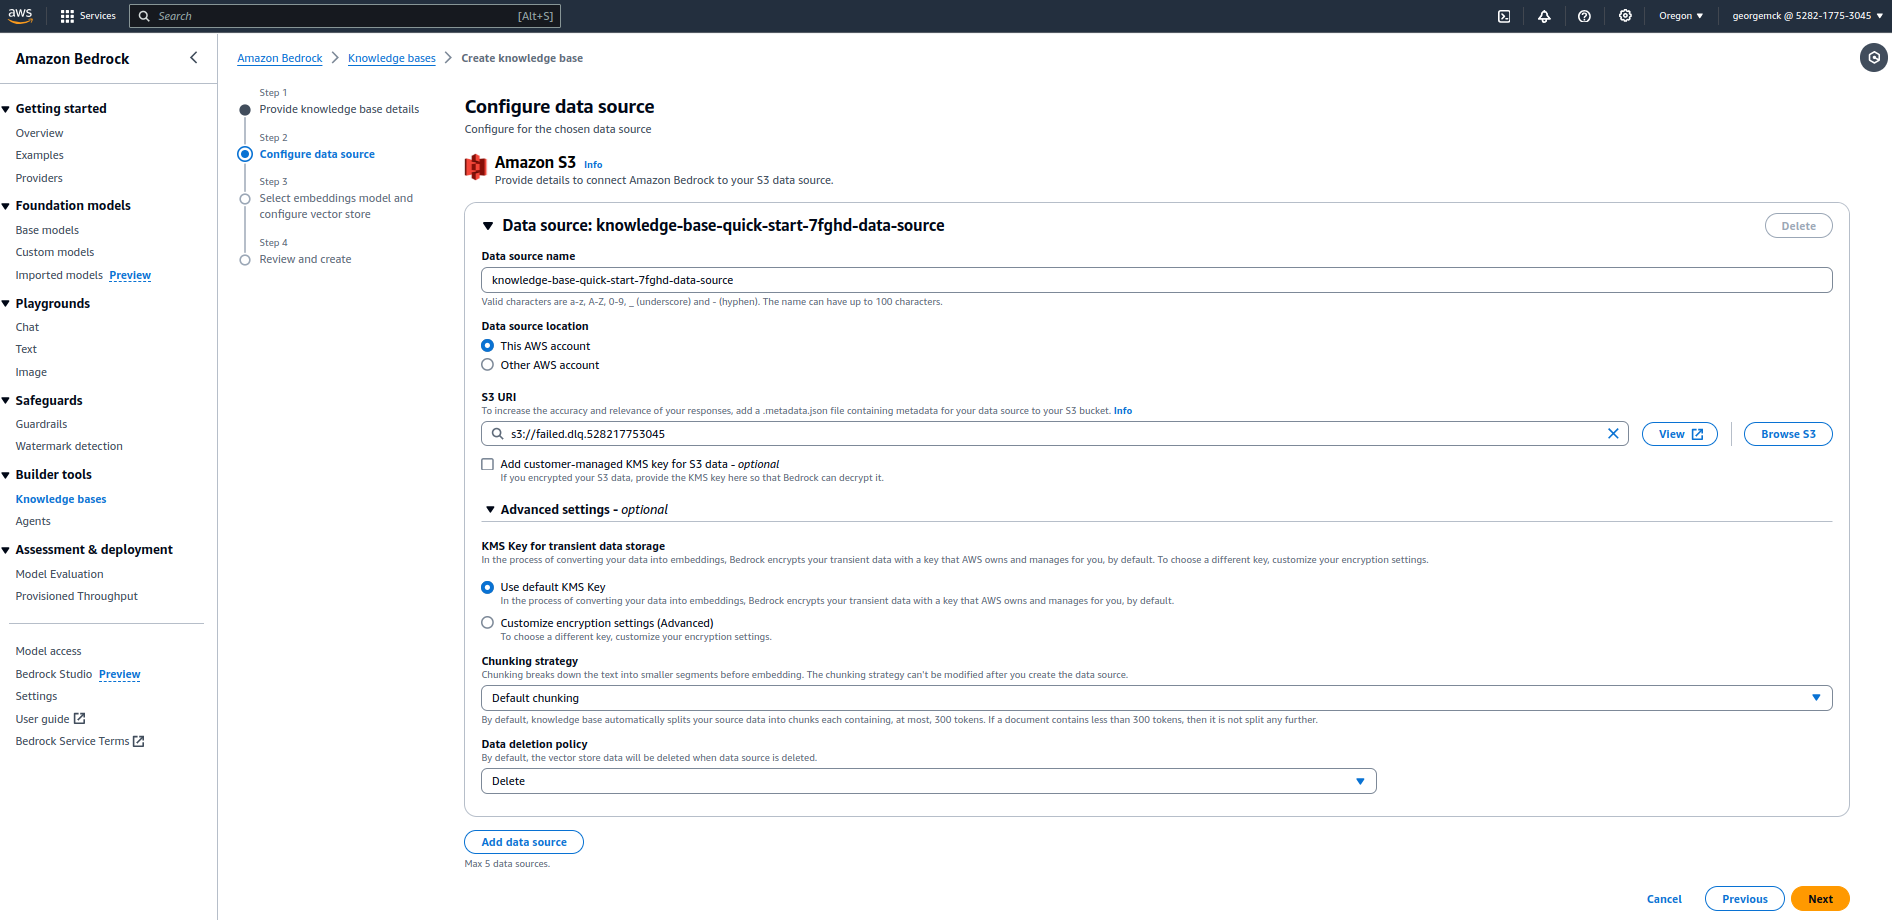 aws
Services
Search
[Alt+S]
Oregon
georgemck @ 5282-1775-3045
Amazon Bedrock
Getting started
Overview
Examples
Providers
Foundation models
Base models
Custom models
Imported models Preview
Playgrounds
Chat
Text
Image
Safeguards
Guardrails
Watermark detection
Builder tools
Knowledge bases
Agents
Assessment & deployment
Model Evaluation
Provisioned Throughput
Model access
Bedrock Studio Preview
Settings
User guide
Bedrock Service Terms
Amazon Bedrock
Knowledge bases
Create knowledge base
Step 1
Provide knowledge base details
Step 2
Configure data source
Step 3
Select embeddings model and
configure vector store
Step 4
Review and create
Configure data source
Configure for the chosen data source
Amazon S3 Info
Provide details to connect Amazon Bedrock to your S3 data source.
Data source: knowledge-base-quick-start-7fghd-data-source
Delete
Data source name
knowledge-base-quick-start-7fghd-data-source
Valid characters are a-z, A-Z, 0-9, _ (underscore) and - (hyphen). The name can have up to 100 characters.
Data source location
This AWS account
Other AWS account
S3 URI
To increase the accuracy and relevance of your responses, add a .metadata.json file containing metadata for your data source to your S3 bucket. Info
s3://failed.dlq.528217753045
View
Browse S3
Add customer-managed KMS key for S3 data - optional
If you encrypted your S3 data, provide the KMS key here so that Bedrock can decrypt it.
Advanced settings - optional
KMS Key for transient data storage
In the process of converting your data into embeddings, Bedrock encrypts your transient data with a key that AWS owns and manages for you, by default. To choose a different key, customize your encryption settings.
Use default KMS Key
In the process of converting your data into embeddings, Bedrock encrypts your transient data with a key that AWS owns and manages for you, by default.
Customize encryption settings (Advanced)
To choose a different key, customize your encryption settings.
Chunking strategy
Chunking breaks down the text into smaller segments before embedding. The chunking strategy can't be modified after you create the data source.
Default chunking
By default, knowledge base automatically splits your source data into chunks each containing, at most, 300 tokens. If a document contains less than 300 tokens, then it is not split any further.
Data deletion policy
By default, the vector store data will be deleted when data source is deleted.
Delete
Add data source
Max 5 data sources.
Cancel
Previous
Next